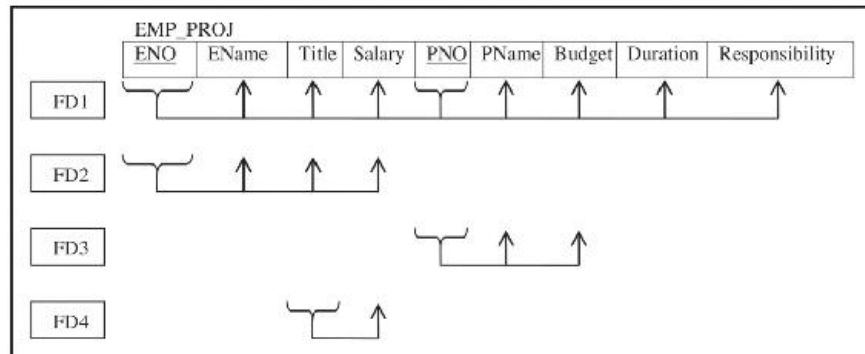 EMP_PROJ
ENO EName Title Salary PNO PName Budget Duration Responsibility
FD1
FD2
FD3
FD4